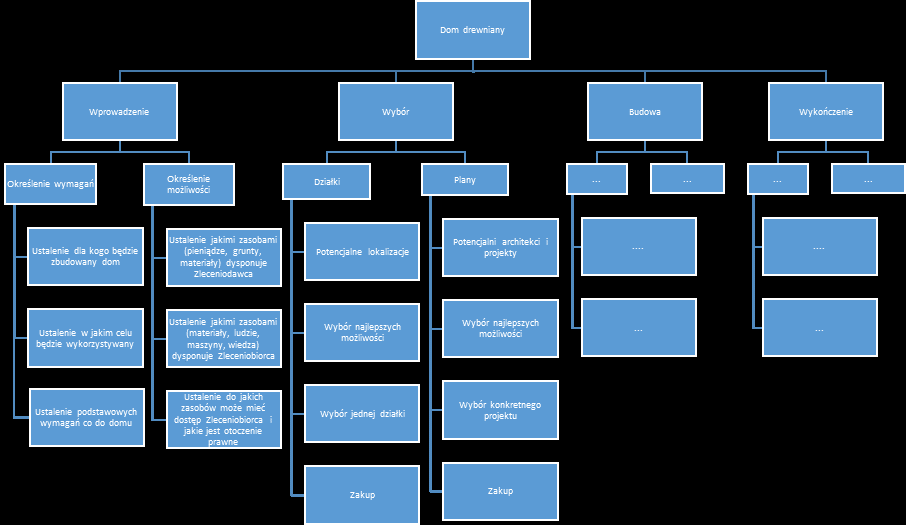 Dom drewniany
Wprowadzenie
Wybór
Budowa
Wykończenie
Określenie wymagań
Określenie
możliwości
Działki
Plany
...
...
...
...
Ustalenie dla kogo będzie
zbudowany dom
Ustalenie w jakim celu
będzie wykorzystywany
Ustalenie podstawowych
wymagań co do domu
Ustalenie jakimi zasobami
(pieniądze, grunty,
materiały) dysponuje
Zleceniodawca
Ustalenie jakimi zasobami
(materiały, ludzie,
maszyny, wiedza)
dysponuje Zleceniobiorca
Ustalenie do jakich
zasobów może mieć
dostęp Zleceniobiorca i
jakie jest otoczenie
prawne
Potencjalne lokalizacje
Wybór najlepszych
możliwości
Wybór jednej działki
Zakup
Potencjalni architekci i
projekty
Wybór najlepszych
możliwości
Wybór konkretnego
projektu
Zakup
....
...
....
...